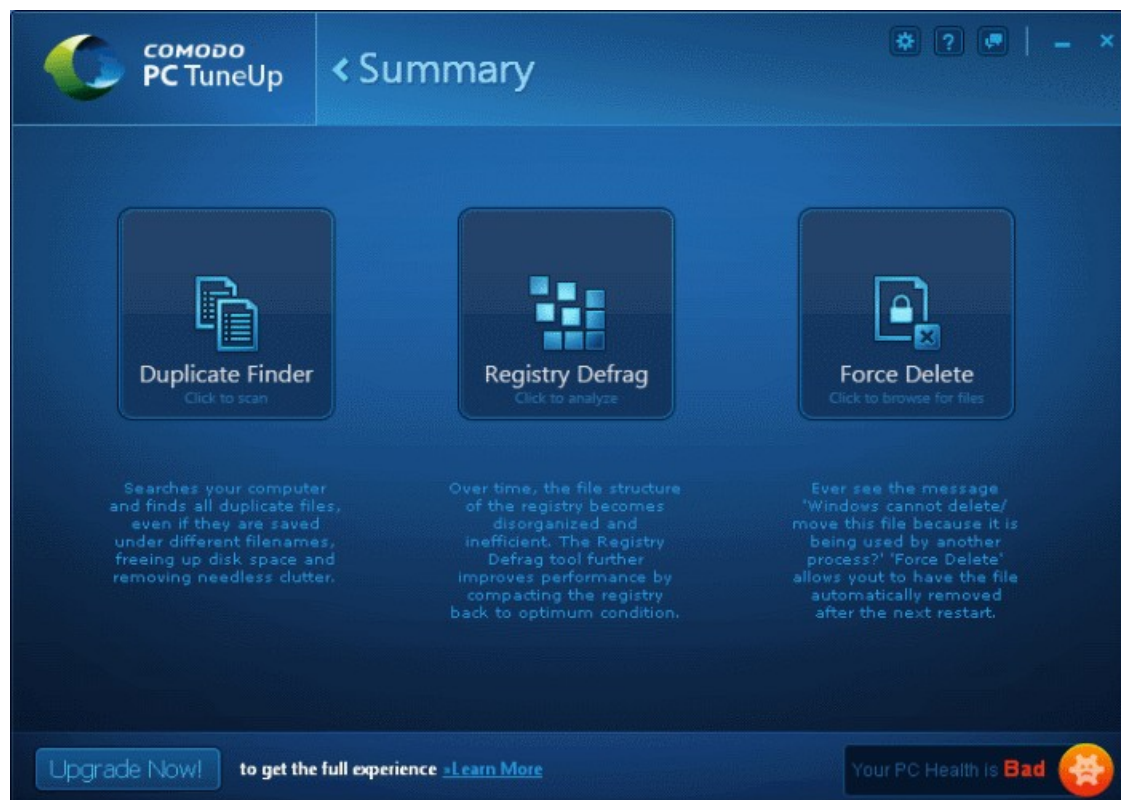 COMODO
PC TuneUp
Summary
?
Duplicate Finder
Click to scan
Registry Defrag
Click to analyze
Force Delete
Click to browse for files
Searches your computer
and finds all duplicate files,
even if they are saved
under different filenames,
freeing up disk space and
removing needless clutter.
Over time, the file structure
of the registry becomes
disorganized and
inefficient. The Registry
Defrag tool further
improves performance by
compacting the registry
back to optimum condition.
Ever see the message
'Windows cannot delete/
move this file because it is
being used by another
process?' 'Force Delete'
allows yout to have the file
automatically removed
after the next restart.
Upgrade Now! to get the full experience »Learn More
Your PC Health is Bad